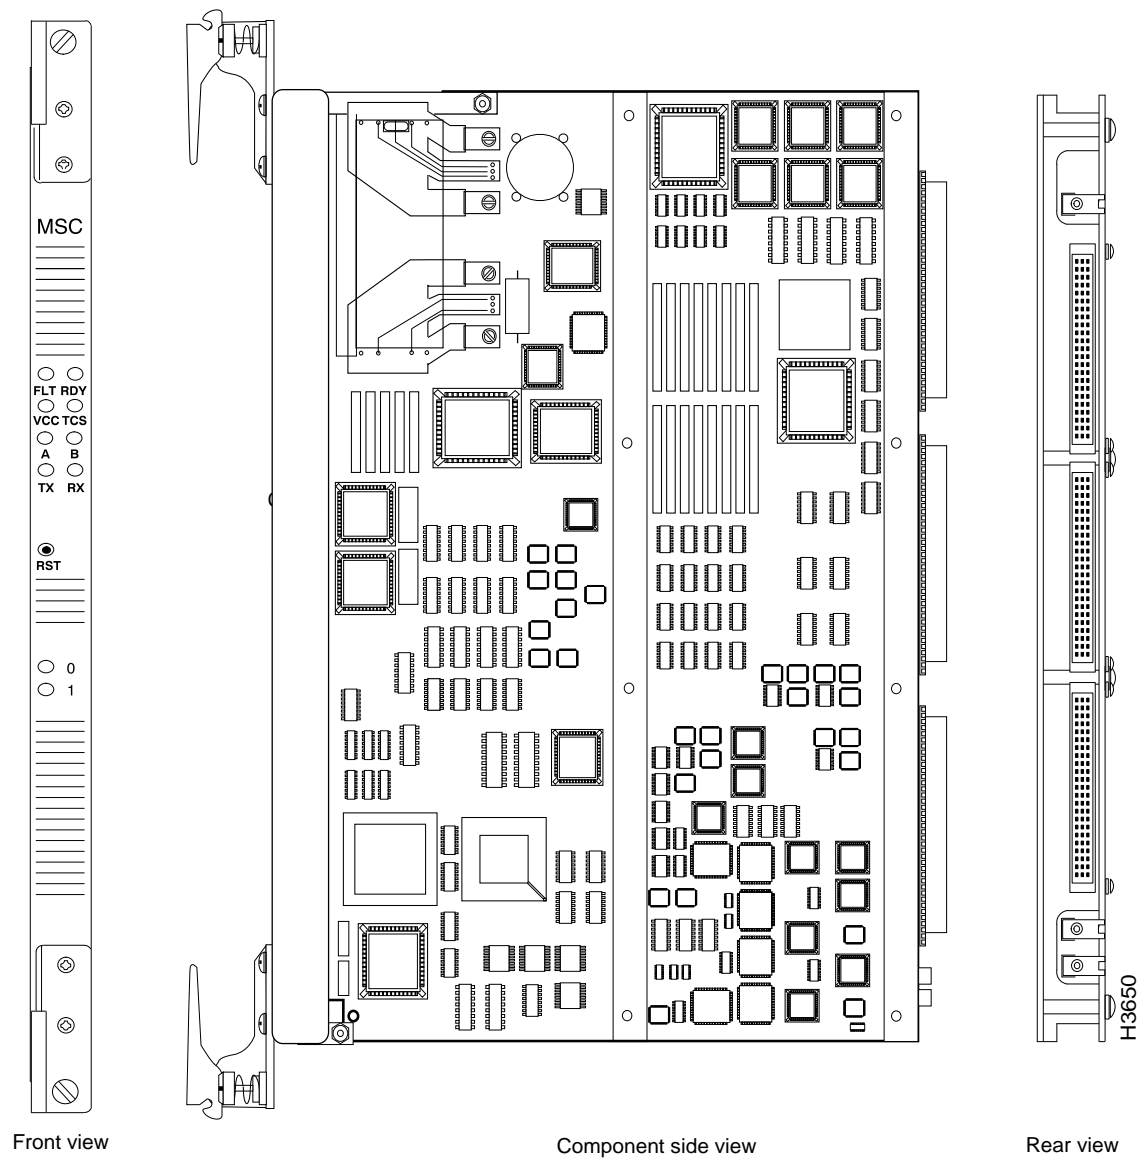 MSC
FLT RDY
VCC TCS
A B
TX RX
RST
0
1
H3650
Front view
Component side view
Rear view